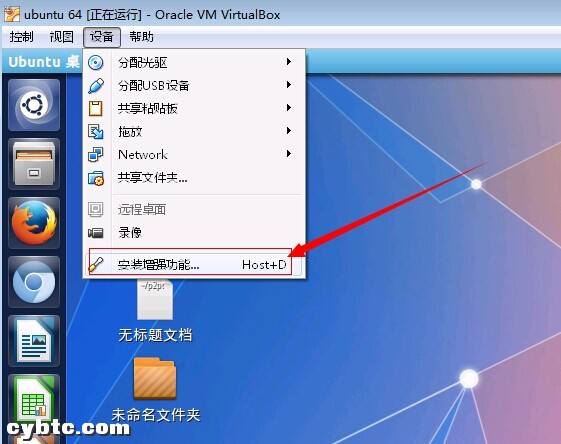 ubuntu 64 [正在运行] - Oracle VM VirtualBox
控制 视图 设备 帮助
Ubuntu 桌
分配光驱
分配USB设备
共享粘贴板
拖放
Network
共享文件夹...
远程桌面
录像
安装增强功能... Host+D
~/p2pt
无标题文档
未命名文件夹
cybtc.com